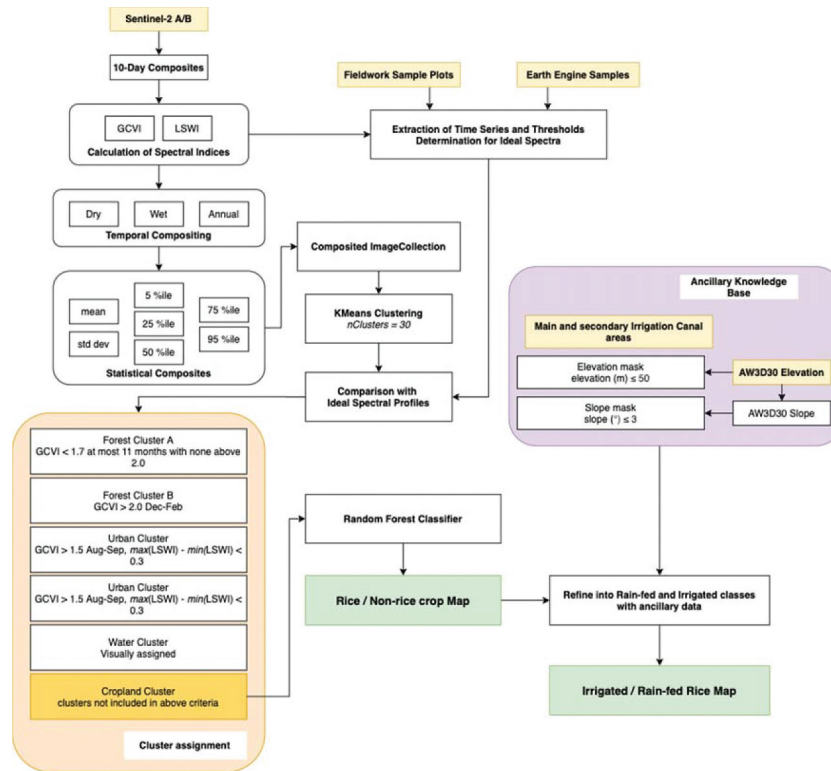 Sentinel-2 A/B
10-Day Composites
GCVI
LSWI
Calculation of Spectral Indices
Fieldwork Sample Plots
Earth Engine Samples
Extraction of Time Series and Thresholds
Determination for Ideal Spectra
Dry
Wet
Annual
Temporal Compositing
mean
std dev
5 %ile
25 %ile
50 %ile
75 %ile
95 %ile
Statistical Composites
Composited ImageCollection
KMeans Clustering
nClusters = 30
Comparison with
Ideal Spectral Profiles
Ancillary Knowledge
Base
Main and secondary Irrigation Canal
areas
Elevation mask
elevation (m) ≤ 50
AW3D30 Elevation
Slope mask
slope (°) ≤ 3
AW3D30 Slope
Forest Cluster A
GCVI < 1.7 at most 11 months with none above
2.0
Forest Cluster B
GCVI > 2.0 Dec-Feb
Urban Cluster
GCVI > 1.5 Aug-Sep, max(LSWI) - min(LSWI) <
0.3
Urban Cluster
GCVI > 1.5 Aug-Sep, max(LSWI) - min(LSWI) <
0.3
Water Cluster
Visually assigned
Cropland Cluster
clusters not included in above criteria
Cluster assignment
Random Forest Classifier
Rice / Non-rice crop Map
Refine into Rain-fed and Irrigated classes
with ancillary data
Irrigated / Rain-fed Rice Map